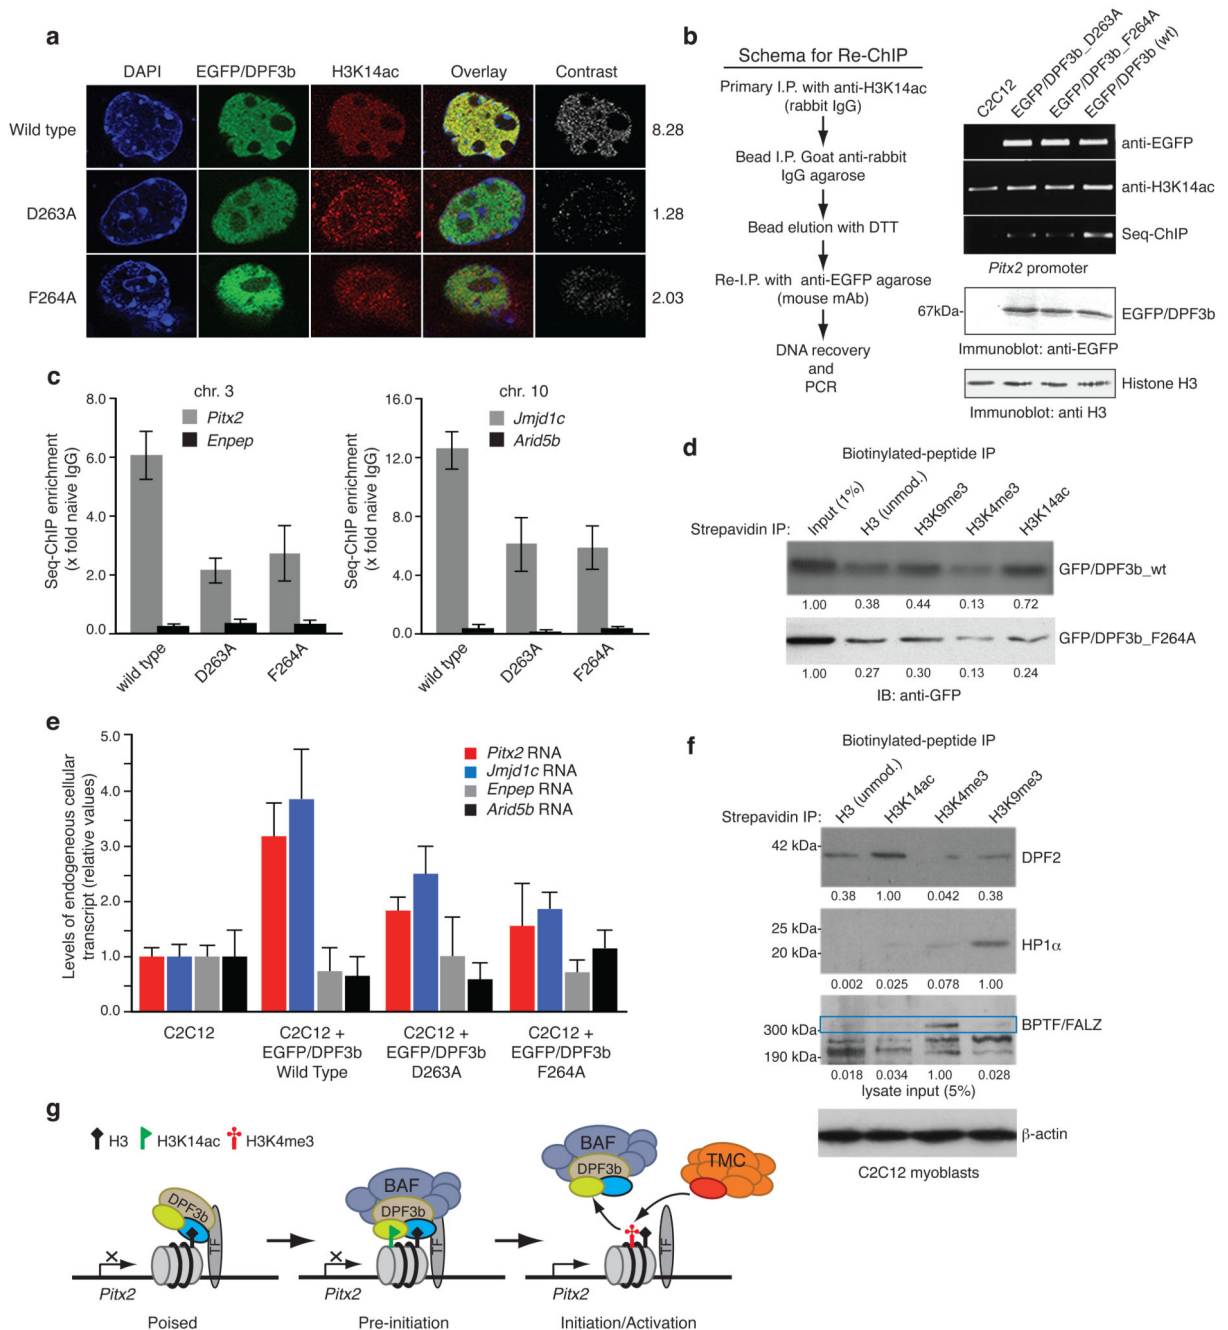 a
DAPI EGFP/DPF3b H3K14ac Overlay Contrast
Wild type 8.28
D263A 1.28
F264A 2.03
b
Schema for Re-ChIP
Primary I.P. with anti-H3K14ac
(rabbit IgG)
Bead I.P. Goat anti-rabbit
IgG agarose
Bead elution with DTT
Re-I.P. with anti-EGFP agarose
(mouse mAb)
DNA recovery
and
PCR
C2C12
EGFP/DPF3b_D263A
EGFP/DPF3b_F264A
EGFP/DPF3b (wt)
anti-EGFP
anti-H3K14ac
Seq-ChIP
Pitx2 promoter
67kDa-
EGFP/DPF3b
Immunoblot: anti-EGFP
Histone H3
Immunoblot: anti H3
c
chr. 3
Pitx2
Enpep
Seq-ChIP enrichment
(x fold naive IgG)
8.0
6.0
4.0
2.0
0.0
wild type
D263A
F264A
chr. 10
Jmjd1c
Arid5b
Seq-ChIP enrichment
(x fold naive IgG)
16.0
12.0
8.0
4.0
0.0
wild type
D263A
F264A
d
Biotinylated-peptide IP
Strepavidin IP:
Input (1%)
H3 (unmod.)
H3K9me3
H3K4me3
H3K14ac
GFP/DPF3b_wt
1.00 0.38 0.44 0.13 0.72
GFP/DPF3b_F264A
1.00 0.27 0.30 0.13 0.24
IB: anti-GFP
e
Levels of endogeneous cellular
transcript (relative values)
5.0
4.0
3.0
2.0
1.0
0.0
Pitx2 RNA
Jmjd1c RNA
Enpep RNA
Arid5b RNA
C2C12
C2C12 +
EGFP/DPF3b
Wild Type
C2C12 +
EGFP/DPF3b
D263A
C2C12 +
EGFP/DPF3b
F264A
f
Biotinylated-peptide IP
Strepavidin IP:
H3 (unmod.)
H3K14ac
H3K4me3
H3K9me3
42 kDa-
DPF2
0.38 1.00 0.042 0.38
25 kDa-
20 kDa-
HP1α
0.002 0.025 0.078 1.00
300 kDa-
190 kDa-
BPTF/FALZ
0.018 0.034 1.00 0.028
lysate input (5%)
β-actin
C2C12 myoblasts
g
H3 H3K14ac H3K4me3
DPF3b
TF
Pitx2
Poised
BAF
DPF3b
TF
Pitx2
Pre-initiation
BAF
DPF3b
TMC
TF
Pitx2
Initiation/Activation